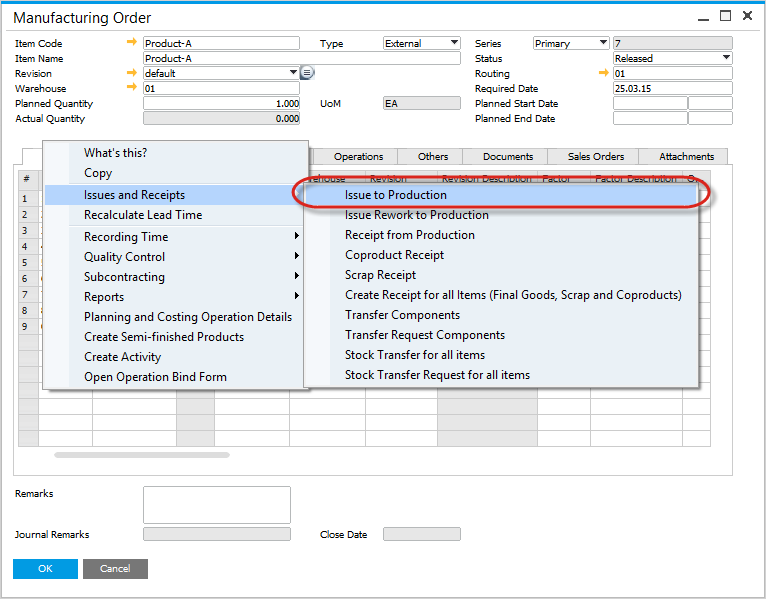 Manufacturing Order
Item Code Product-A Type External Series Primary 7
Item Name Product-A Status Released
Revision default Routing 01
Warehouse 01 Required Date 25.03.15
Planned Quantity 1.000 UoM EA Planned Start Date
Actual Quantity 0.000 Planned End Date
Operations Others Documents Sales Orders Attachments
# Revision Revision Description Factor Factor Description
1
2
3
4
5
6
7
8
9
What's this?
Copy
Issues and Receipts
Recalculate Lead Time
Recording Time
Quality Control
Subcontracting
Reports
Planning and Costing Operation Details
Create Semi-finished Products
Create Activity
Open Operation Bind Form
Issue to Production
Issue Rework to Production
Receipt from Production
Coproduct Receipt
Scrap Receipt
Create Receipt for all Items (Final Goods, Scrap and Coproducts)
Transfer Components
Transfer Request Components
Stock Transfer for all items
Stock Transfer Request for all items
Remarks
Journal Remarks Close Date
OK Cancel